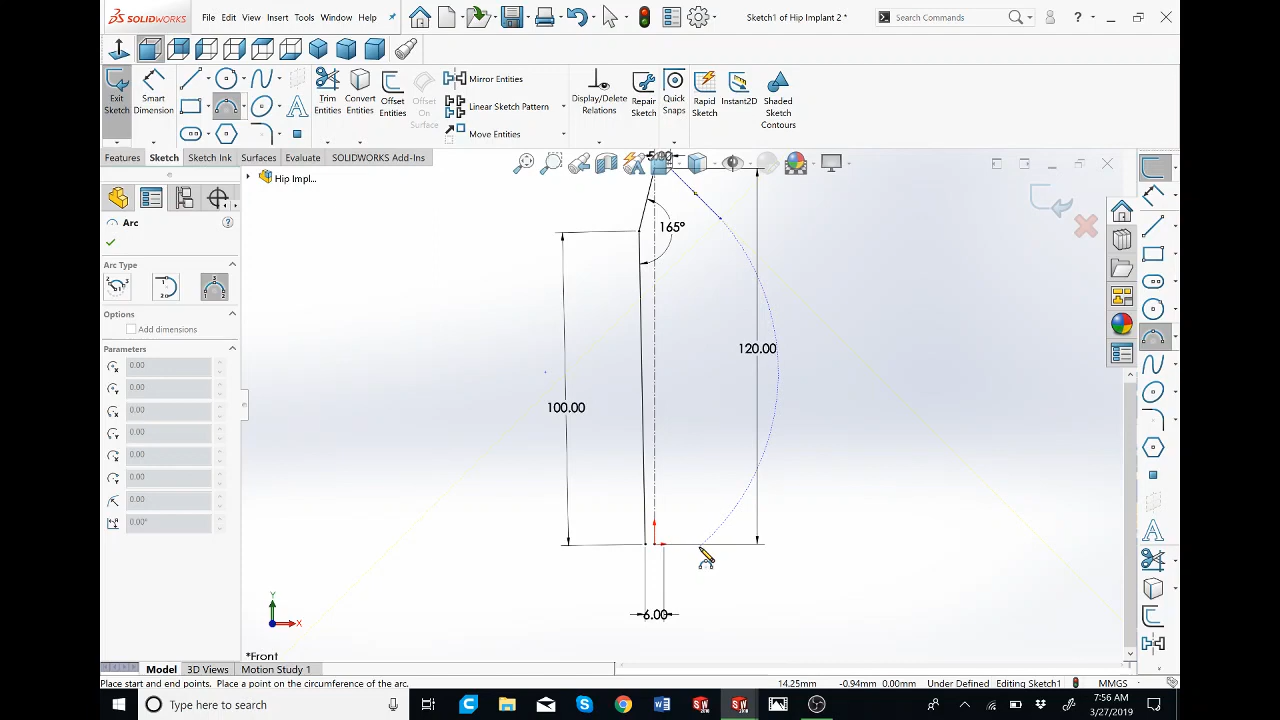 SOLIDWORKS
File Edit View Insert Tools Window Help
Sketch1 of Hip Implant 2 *
Search Commands
?
Exit Sketch
Smart Dimension
Trim Entities
Convert Entities
Offset Entities
Offset On Surface
Mirror Entities
Linear Sketch Pattern
Move Entities
Display/Delete Relations
Repair Sketch
Quick Snaps
Rapid Sketch
Instant2D
Shaded Sketch Contours
Features Sketch Sketch Ink Surfaces Evaluate SOLIDWORKS Add-Ins
Hip Impl...
Arc
Arc Type
Options
Add dimensions
Parameters
0.00
0.00
0.00
0.00
0.00
0.00
0.00
0.00°
5.00
165°
120.00
100.00
6.00
Y
X
*Front
Model 3D Views Motion Study 1
Place start and end points. Place a point on the circumference of the arc.
14.25mm -0.94mm 0.00mm Under Defined Editing Sketch1 MMGS
Type here to search
7:56 AM
3/27/2019